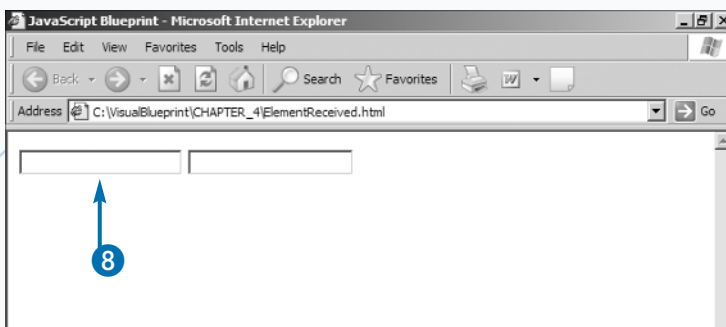 JavaScript Blueprint - Microsoft Internet Explorer
File Edit View Favorites Tools Help
Back Search Favorites
Address C:\VisualBlueprint\CHAPTER_4\ElementReceived.html Go
8